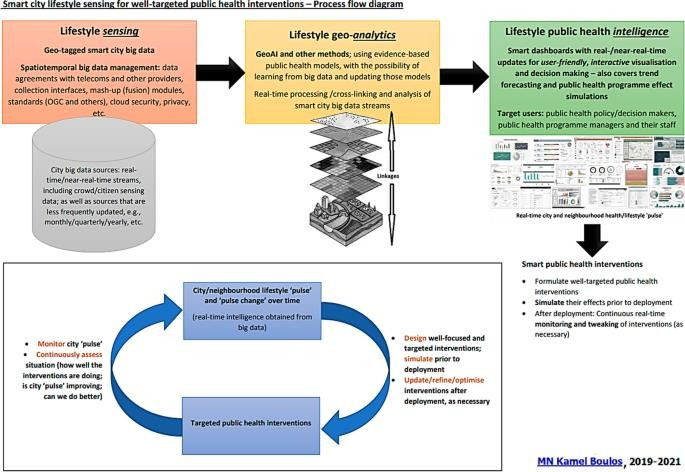 Smart city lifestyle sensing for well-targeted public health interventions – Process flow diagram
Lifestyle sensing
Geo-tagged smart city big data
Spatiotemporal big data management: data
agreements with telecoms and other providers,
collection interfaces, mash-up (fusion) modules,
standards (OGC and others), cloud security, privacy,
etc.
City big data sources: real-
time/near-real-time streams,
including crowd/citizen sensing
data; as well as sources that are
less frequently updated, e.g.,
monthly/quarterly/yearly, etc.
Lifestyle geo-analytics
GeoAI and other methods; using evidence-based
public health models, with the possibility of
learning from big data and updating those models
Real-time processing /cross-linking and analysis of
smart city big data streams
Linkages
Lifestyle public health intelligence
Smart dashboards with real-/near-real-time
updates for user-friendly, interactive visualisation
and decision making – also covers trend
forecasting and public health programme effect
simulations
Target users: public health policy/decision makers,
public health programme managers and their staff
Real-time city and neighbourhood health/lifestyle 'pulse'
Smart public health interventions
• Formulate well-targeted public health
interventions
• Simulate their effects prior to deployment
• After deployment: Continuous real-time
monitoring and tweaking of interventions (as
necessary)
City/neighbourhood lifestyle 'pulse'
and 'pulse change' over time
(real-time intelligence obtained from
big data)
• Monitor city 'pulse'
• Continuously assess
situation (how well the
interventions are doing;
is city 'pulse' improving;
can we do better)
• Design well-focused and
targeted interventions;
simulate prior to
deployment
• Update/refine/optimise
interventions after
deployment, as necessary
Targeted public health interventions
MN Kamel Boulos, 2019-2021